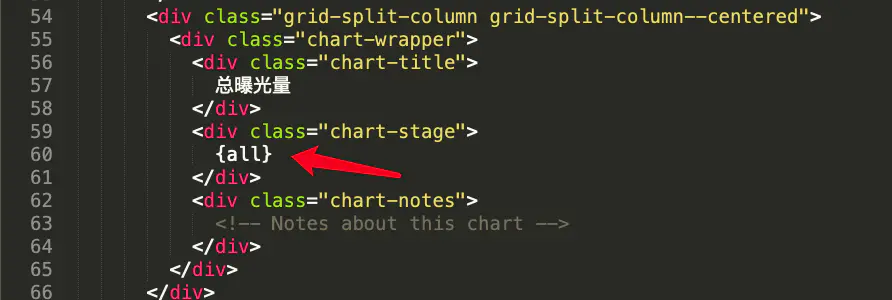 54 <div class="grid-split-column grid-split-column--centered">
55 <div class="chart-wrapper">
56 <div class="chart-title">
57 总曝光量
58 </div>
59 <div class="chart-stage">
60 {all}
61 </div>
62 <div class="chart-notes">
63 <!-- Notes about this chart -->
64 </div>
65 </div>
66 </div>